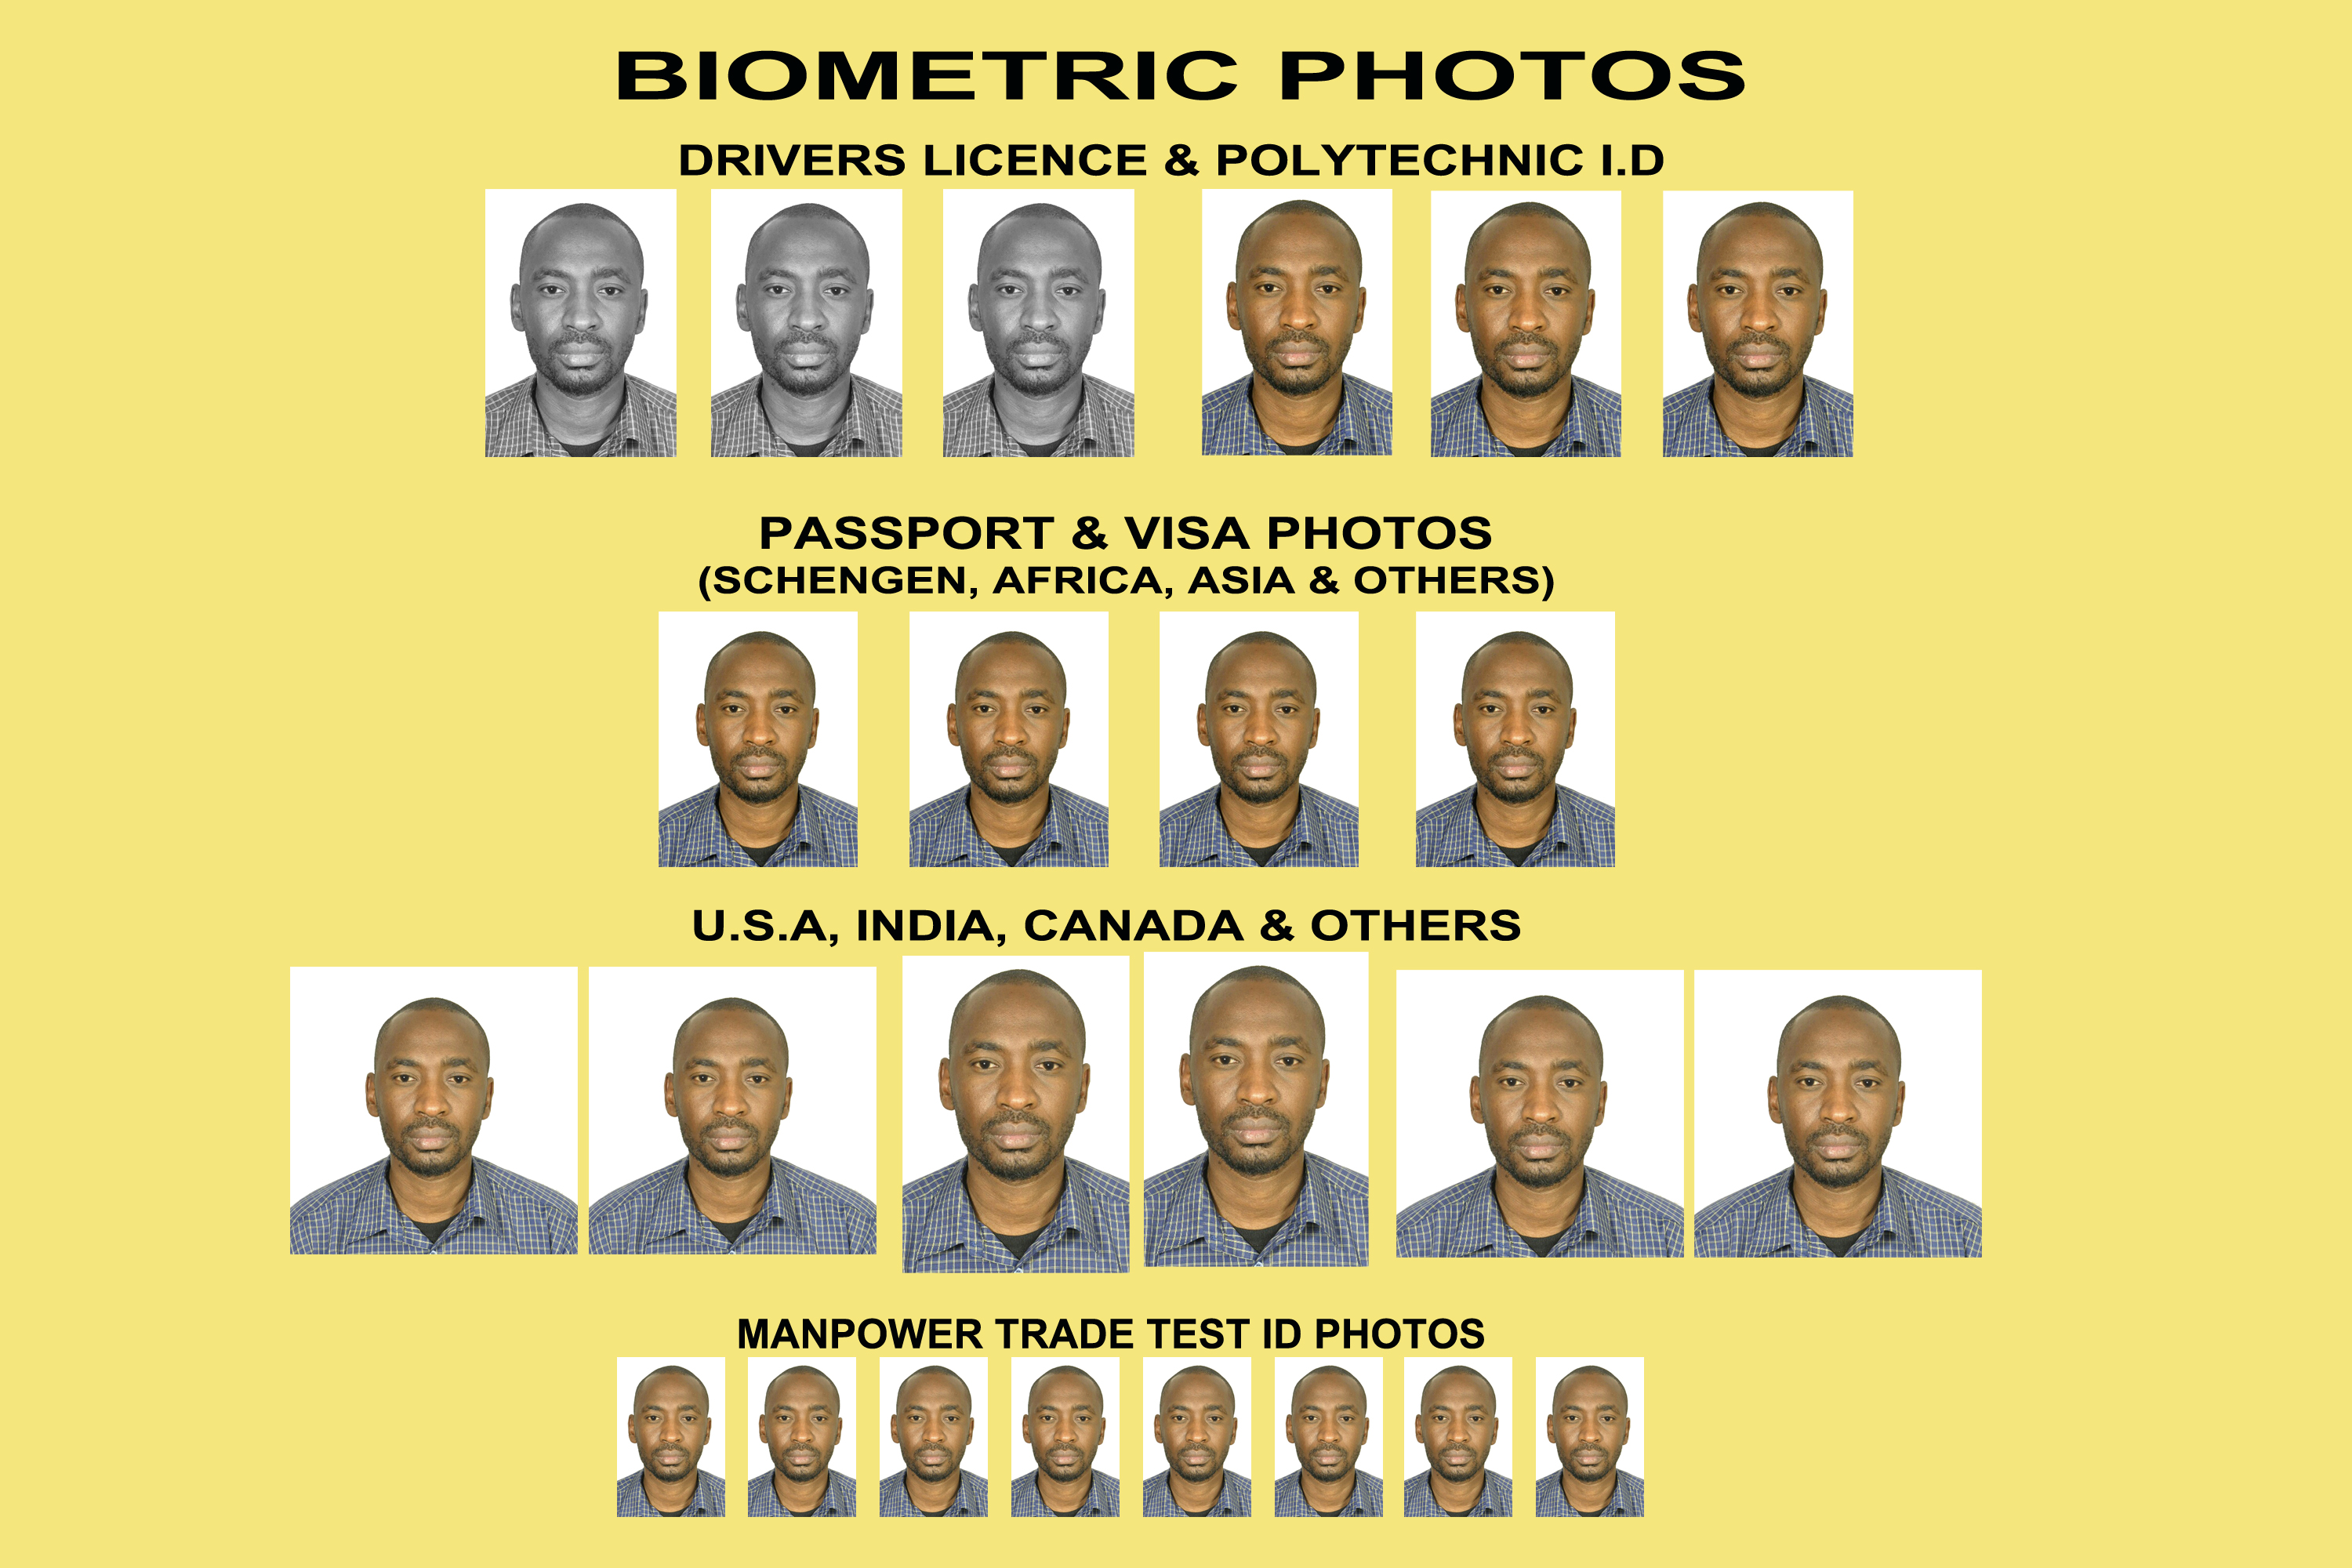 BIOMETRIC PHOTOS
DRIVERS LICENCE & POLYTECHNIC I.D
PASSPORT & VISA PHOTOS
(SCHENGEN, AFRICA, ASIA & OTHERS)
U.S.A, INDIA, CANADA & OTHERS
MANPOWER TRADE TEST ID PHOTOS